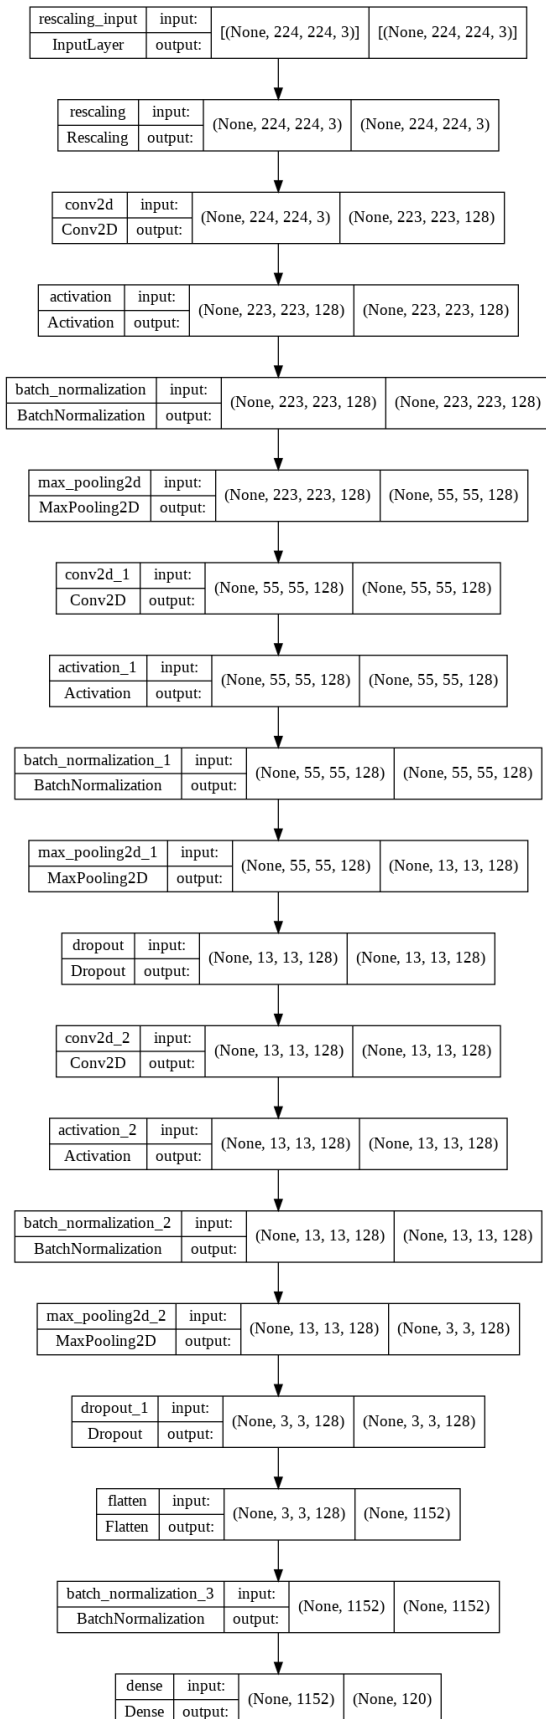 rescaling_input input: [(None, 224, 224, 3)] [(None, 224, 224, 3)]
InputLayer output:
rescaling input: (None, 224, 224, 3) (None, 224, 224, 3)
Rescaling output:
conv2d input: (None, 224, 224, 3) (None, 223, 223, 128)
Conv2D output:
activation input: (None, 223, 223, 128) (None, 223, 223, 128)
Activation output:
batch_normalization input: (None, 223, 223, 128) (None, 223, 223, 128)
BatchNormalization output:
max_pooling2d input: (None, 223, 223, 128) (None, 55, 55, 128)
MaxPooling2D output:
conv2d_1 input: (None, 55, 55, 128) (None, 55, 55, 128)
Conv2D output:
activation_1 input: (None, 55, 55, 128) (None, 55, 55, 128)
Activation output:
batch_normalization_1 input: (None, 55, 55, 128) (None, 55, 55, 128)
BatchNormalization output:
max_pooling2d_1 input: (None, 55, 55, 128) (None, 13, 13, 128)
MaxPooling2D output:
dropout input: (None, 13, 13, 128) (None, 13, 13, 128)
Dropout output:
conv2d_2 input: (None, 13, 13, 128) (None, 13, 13, 128)
Conv2D output:
activation_2 input: (None, 13, 13, 128) (None, 13, 13, 128)
Activation output:
batch_normalization_2 input: (None, 13, 13, 128) (None, 13, 13, 128)
BatchNormalization output:
max_pooling2d_2 input: (None, 13, 13, 128) (None, 3, 3, 128)
MaxPooling2D output:
dropout_1 input: (None, 3, 3, 128) (None, 3, 3, 128)
Dropout output:
flatten input: (None, 3, 3, 128) (None, 1152)
Flatten output:
batch_normalization_3 input: (None, 1152) (None, 1152)
BatchNormalization output:
dense input: (None, 1152) (None, 120)
Dense output: